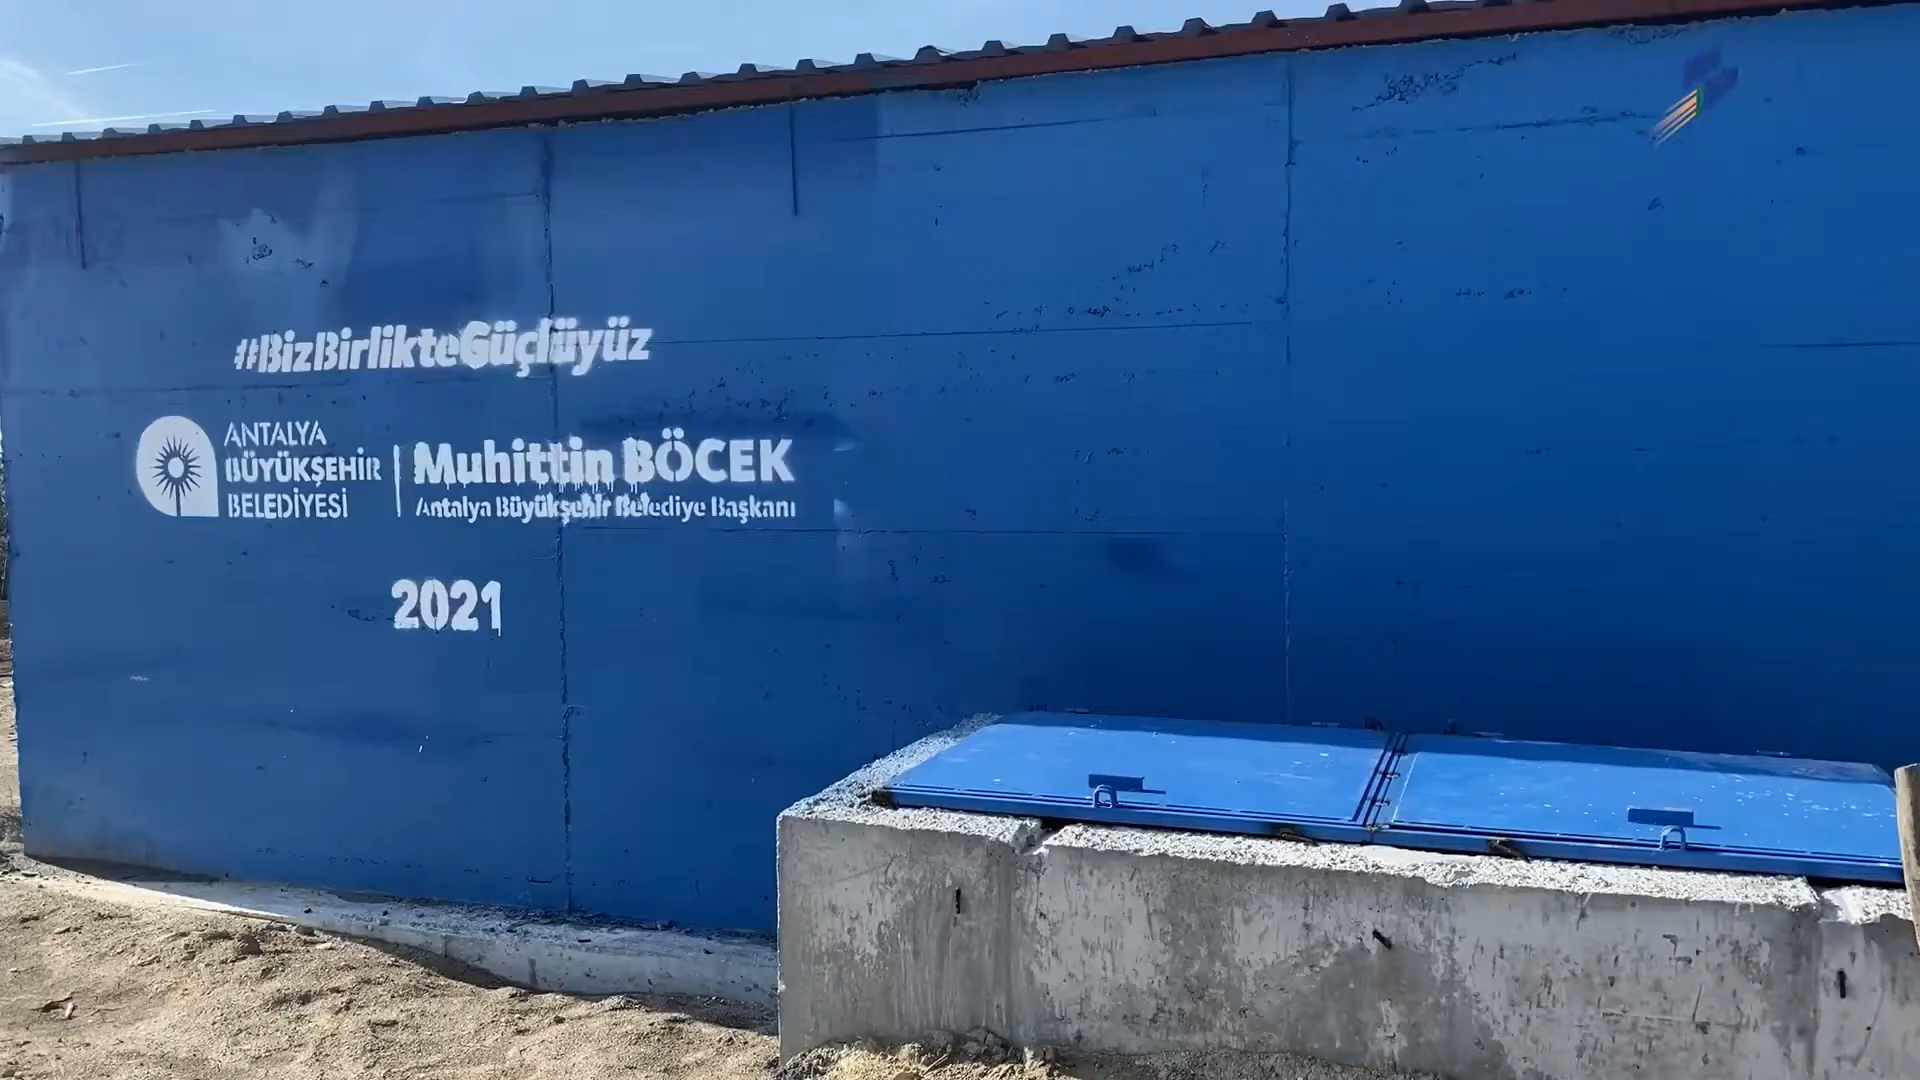 #BizBirlikteGüçlüyüz
ANTALYA
BÜYÜKŞEHİR
BELEDİYESİ
Muhittin BÖCEK
Antalya Büyükşehir Belediye Başkanı
2021